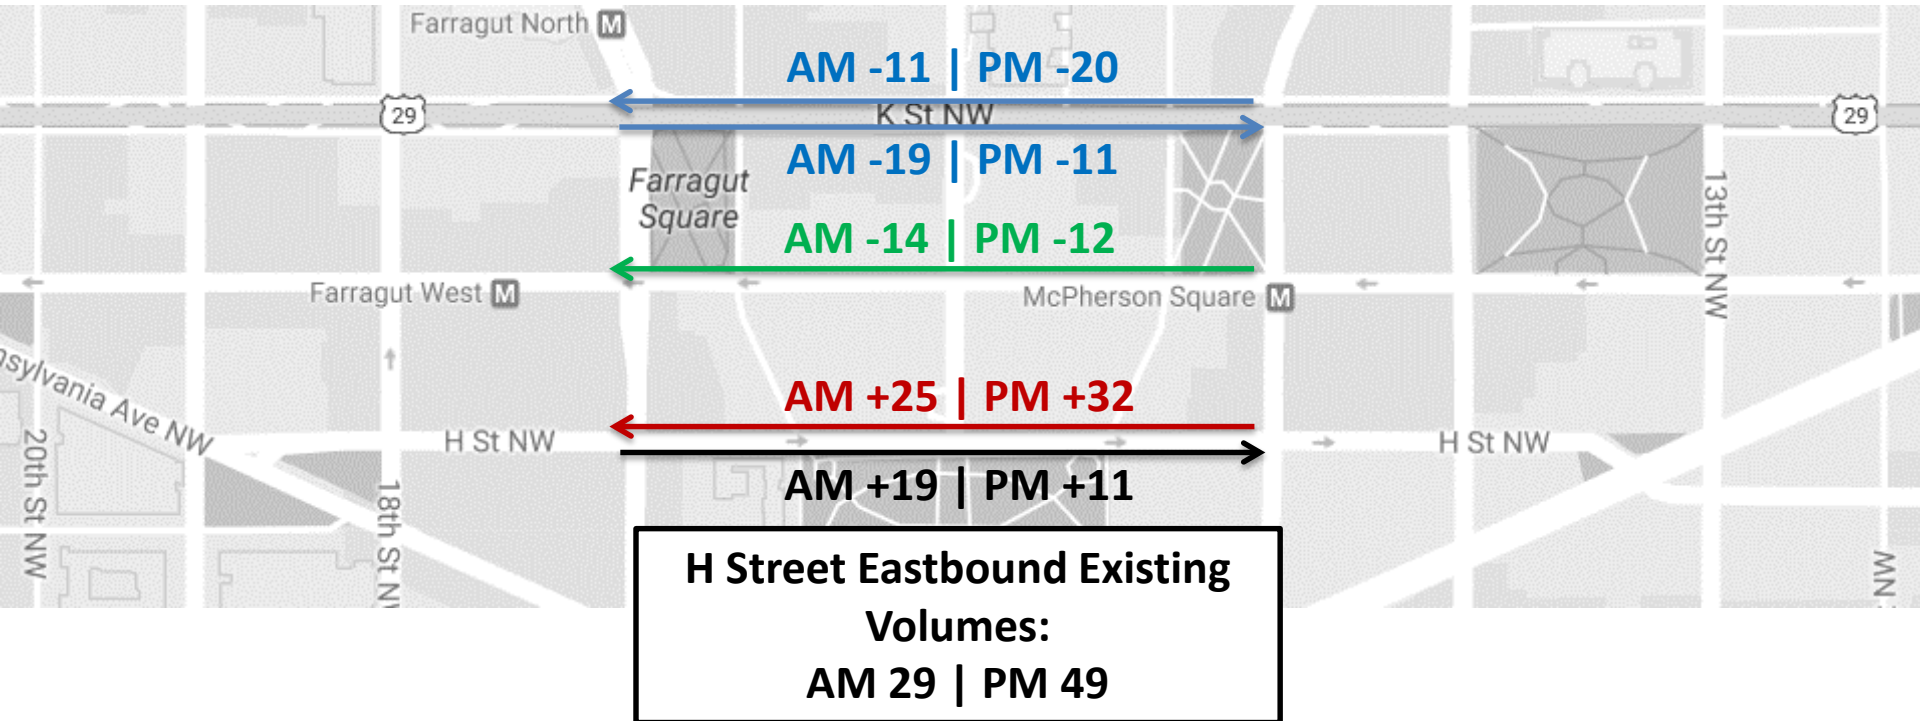 Farragut North M
AM -11 | PM -20
29
K St NW
29
AM -19 | PM -11
Farragut
Square
13th St NW
AM -14 | PM -12
Farragut West M
McPherson Square M
nsylvania Ave NW
AM +25 | PM +32
20th St NW
H St NW
H St NW
18th St N
AM +19 | PM +11
H Street Eastbound Existing
Volumes:
AM 29 | PM 49
NW